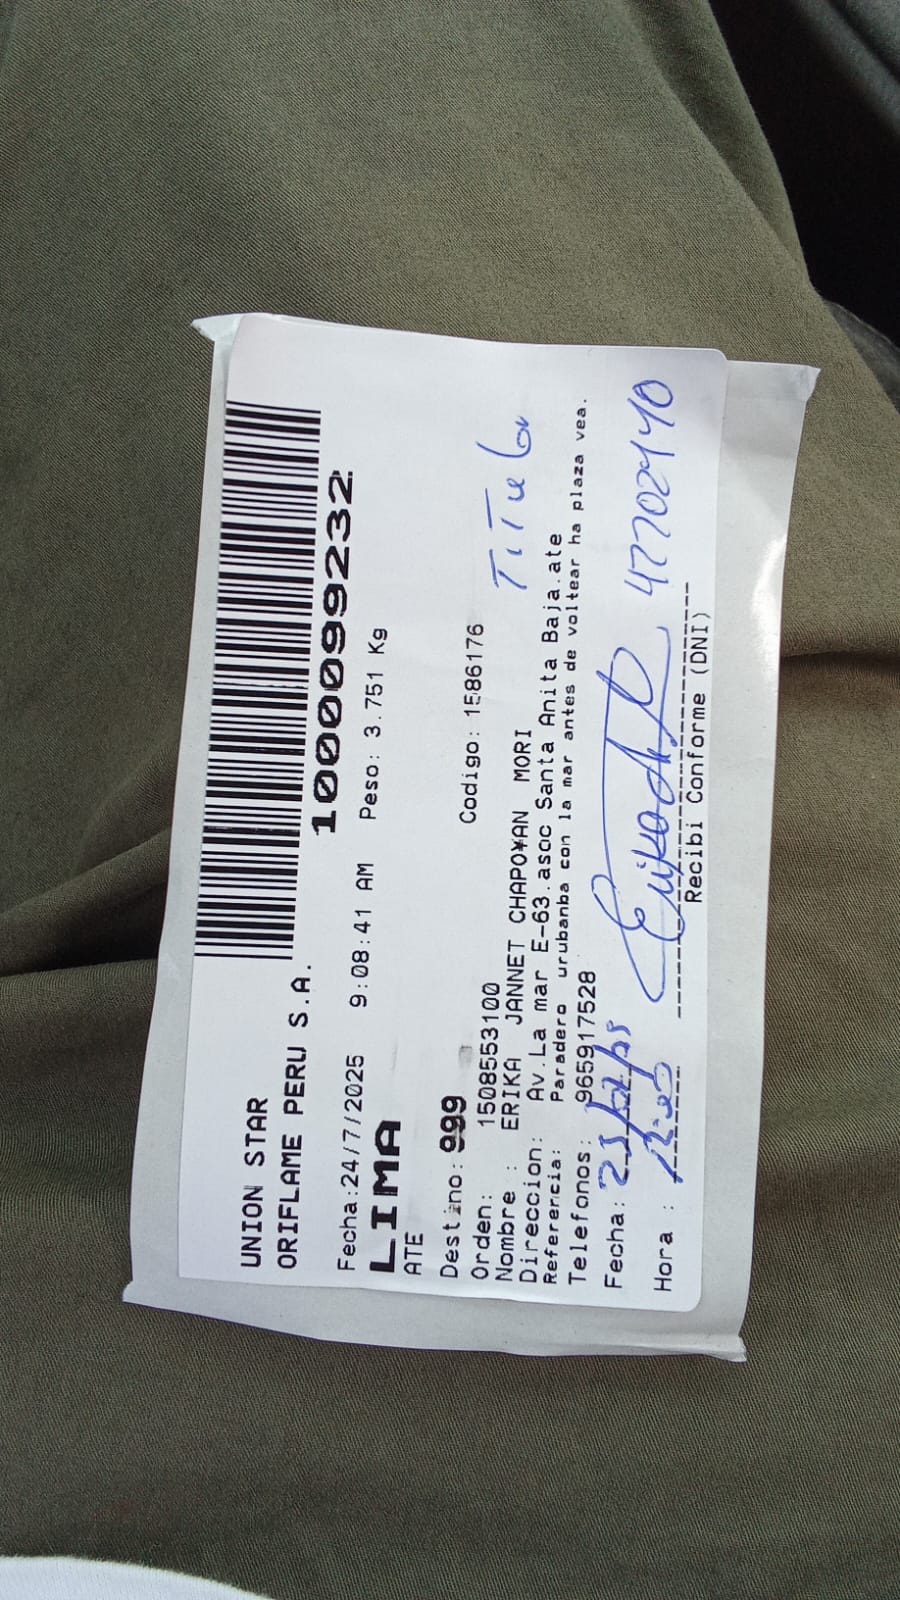 UNION STAR
ORIFLAME PERU S.A.
1000099232
Fecha:24/7/2025 9:08:41 AM Peso: 3.751 Kg
LIMA
ATE
Destino: 999
Orden: 1508553100 Codigo: 1586176
Nombre : ERIKA JANNET CHAPO¥AN MORI
Direccion: Av.La mar E-63.asoc Santa Anita Baja.ate
Referencia: Paradero urubanba con la mar antes de voltear ha plaza vea.
Telefonos: 965917528
Fecha:
Hora : 47702440
Recibi Conforme (DNI)